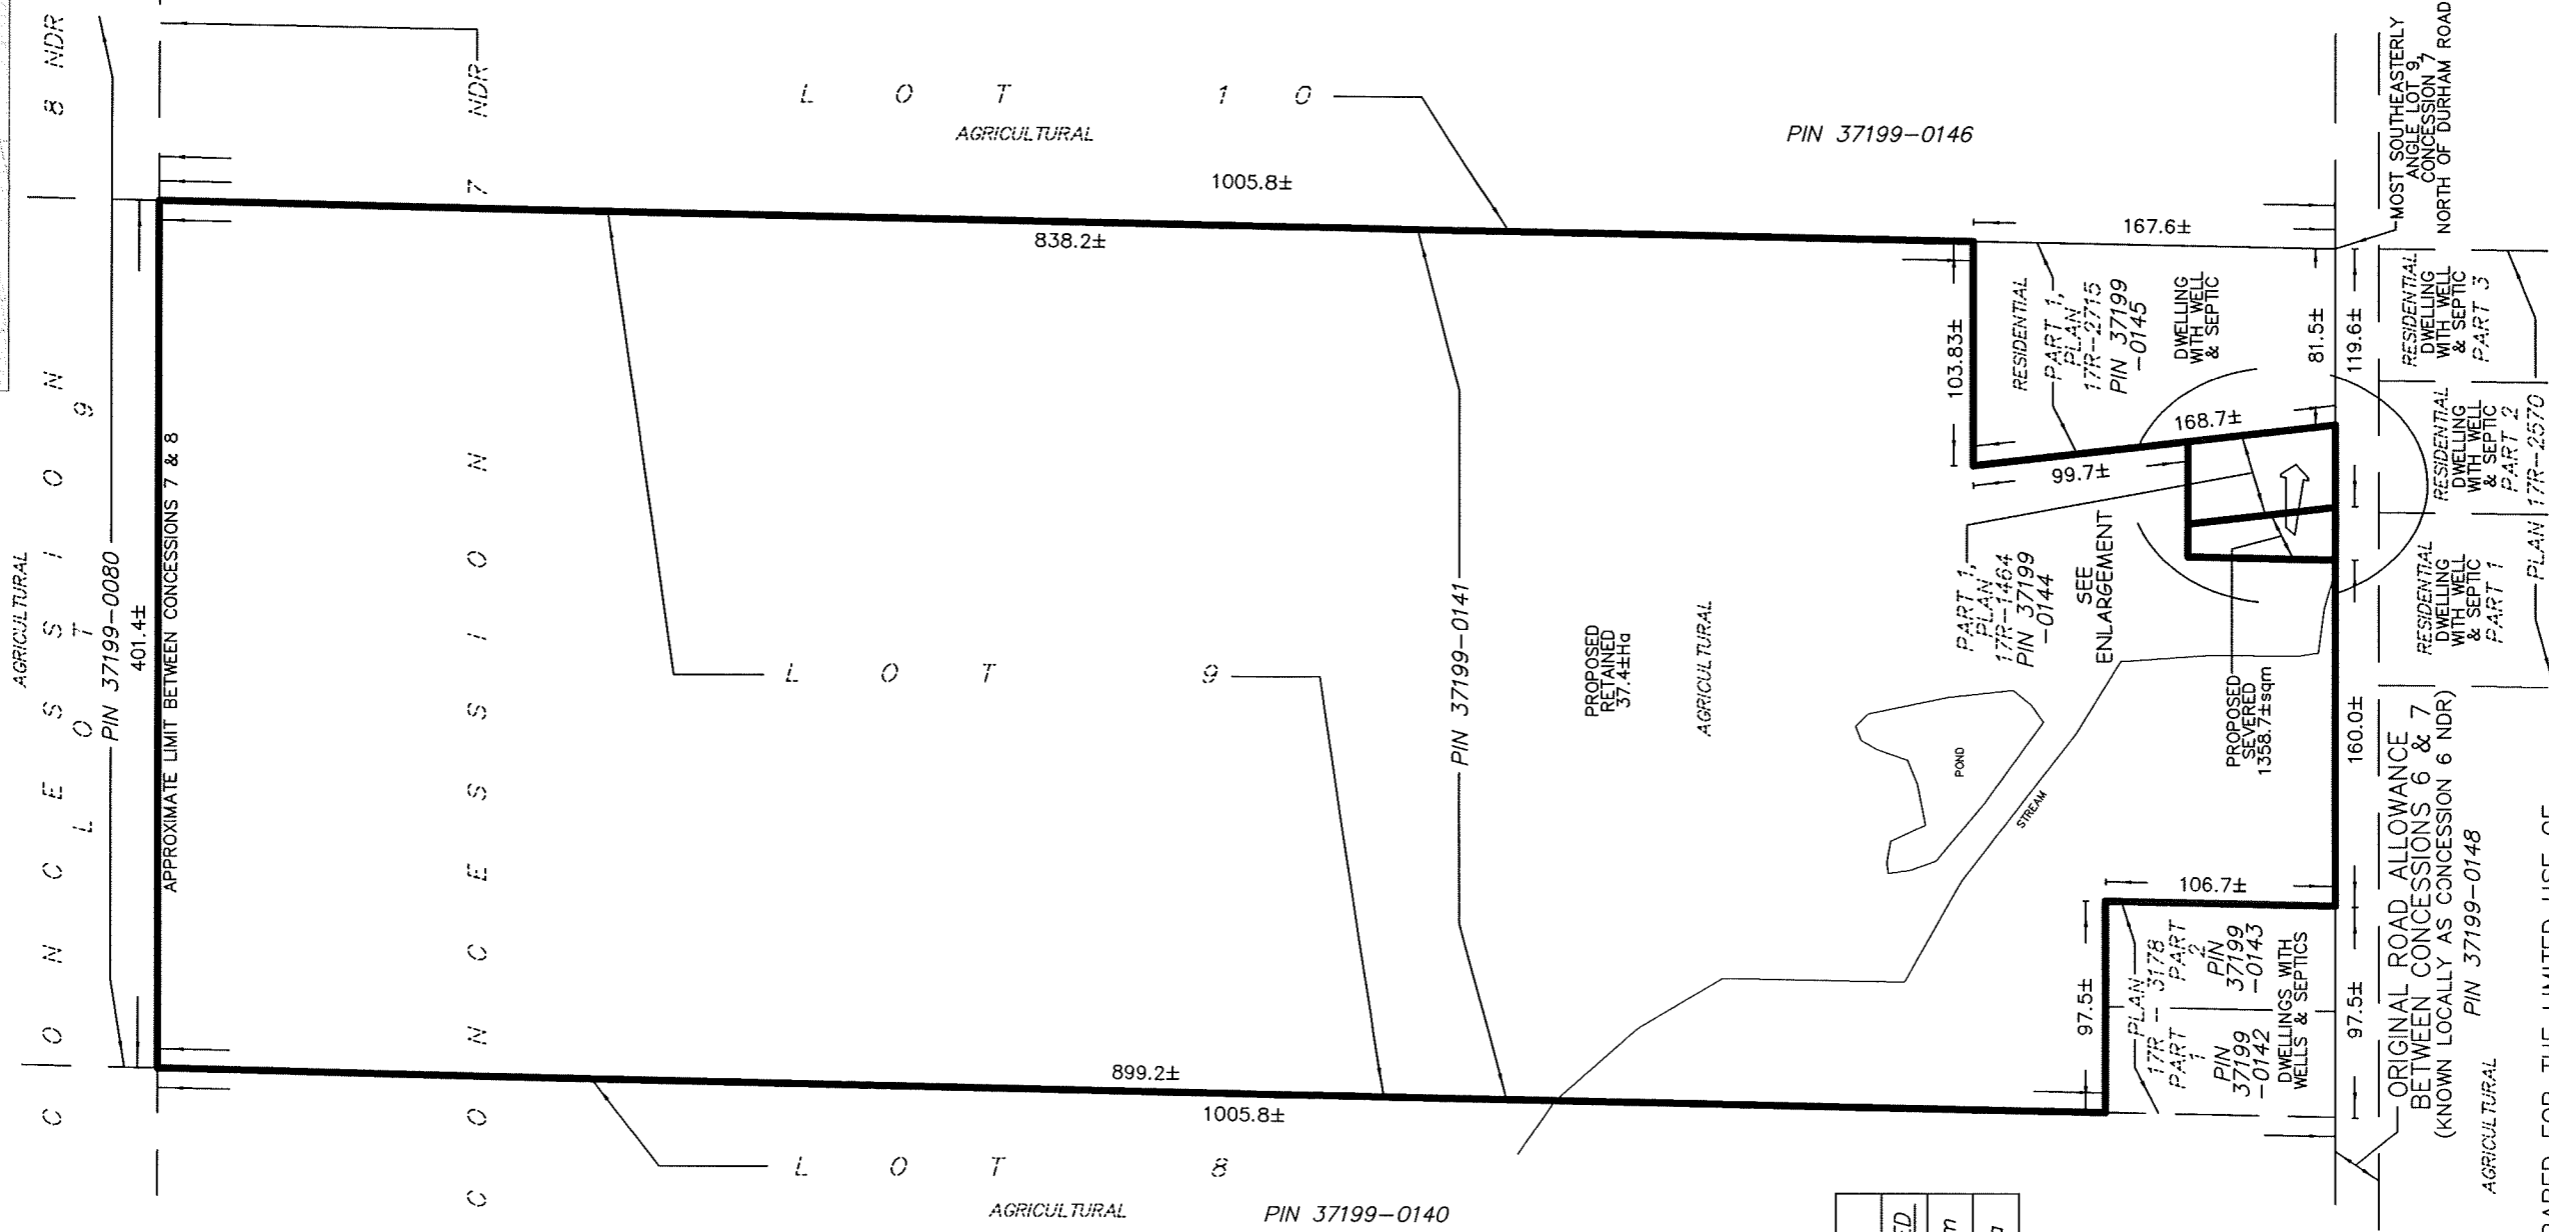 8 NDR
NDR
7
L O T 1 0
AGRICULTURAL
PIN 37199-0146
1005.8±
838.2±
167.6±
MOST SOUTHEASTERLY
ANGLE LOT 9,
CONCESSION 7
NORTH OF DURHAM ROAD
AGRICULTURAL
C O N C E S S I O N
L O T 9
PIN 37199-0080
401.4±
APPROXIMATE LIMIT BETWEEN CONCESSIONS 7 & 8
C O N C E S S I O N
L O T 9
PIN 37199-0141
PROPOSED
RETAINED
37.4±Ha
AGRICULTURAL
103.83±
RESIDENTIAL
PART 1,
PLAN
17R-2715
PIN 37199
-0145
DWELLING
WITH WELL
& SEPTIC
81.5±
119.6±
168.7±
99.7±
PART 1,
PLAN
17R-1464
PIN 37199
-0144
SEE
ENLARGEMENT
PROPOSED
SEVERED
1358.7±sqm
POND
STREAM
RESIDENTIAL
DWELLING
WITH WELL
& SEPTIC
PART 3
RESIDENTIAL
DWELLING
WITH WELL
& SEPTIC
PART 2
RESIDENTIAL
DWELLING
WITH WELL
& SEPTIC
PART 1
PLAN 17R-2570
160.0±
106.7±
97.5±
97.5±
PLAN
17R - 3178
PART 1
PIN
37199
-0142
PART 2
PIN
37199
-0143
DWELLINGS WITH
WELLS & SEPTICS
ORIGINAL ROAD ALLOWANCE
BETWEEN CONCESSIONS 6 & 7
(KNOWN LOCALLY AS CONCESSION 6 NDR)
AGRICULTURAL PIN 37199-0148
899.2±
1005.8±
L O T 8
AGRICULTURAL
PIN 37199-0140